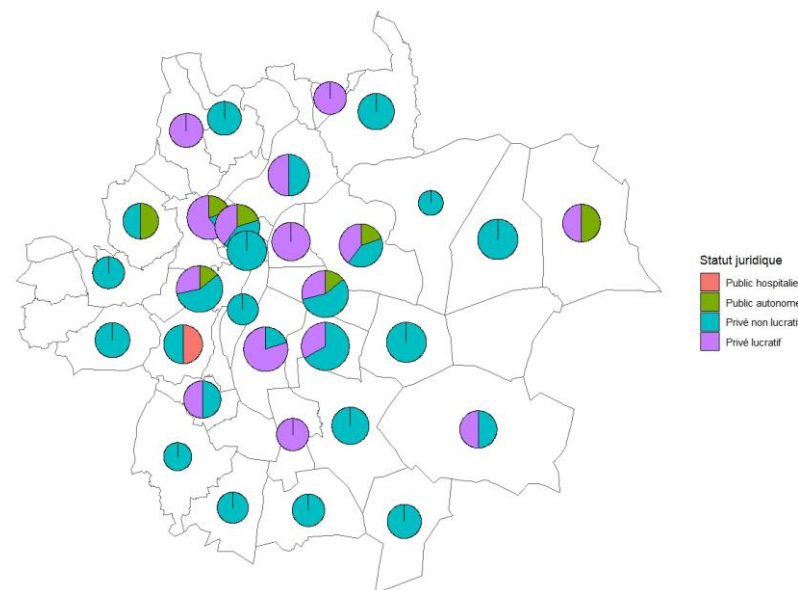 Statut juridique
Public hospitalie
Public autonome
Privé non lucrati
Privé lucratif